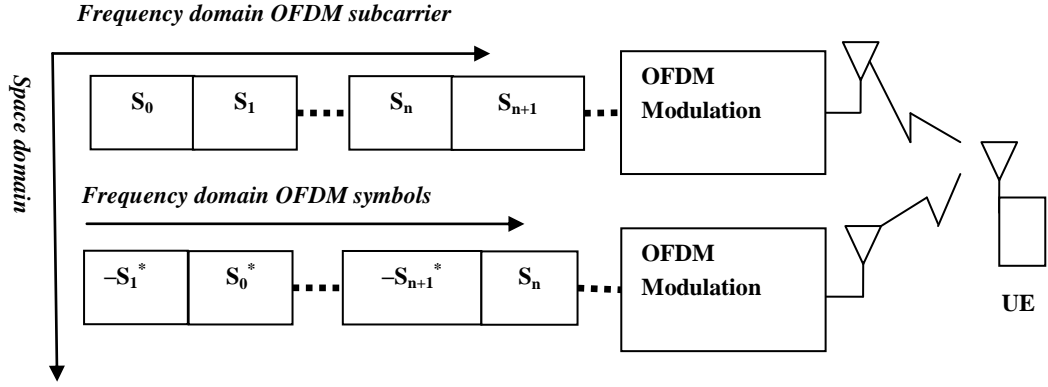 Frequency domain OFDM subcarrier
Space domain
S₀ S₁ Sₙ Sₙ₊₁
OFDM
Modulation
Frequency domain OFDM symbols
–S₁* S₀* –Sₙ₊₁* Sₙ
OFDM
Modulation
UE